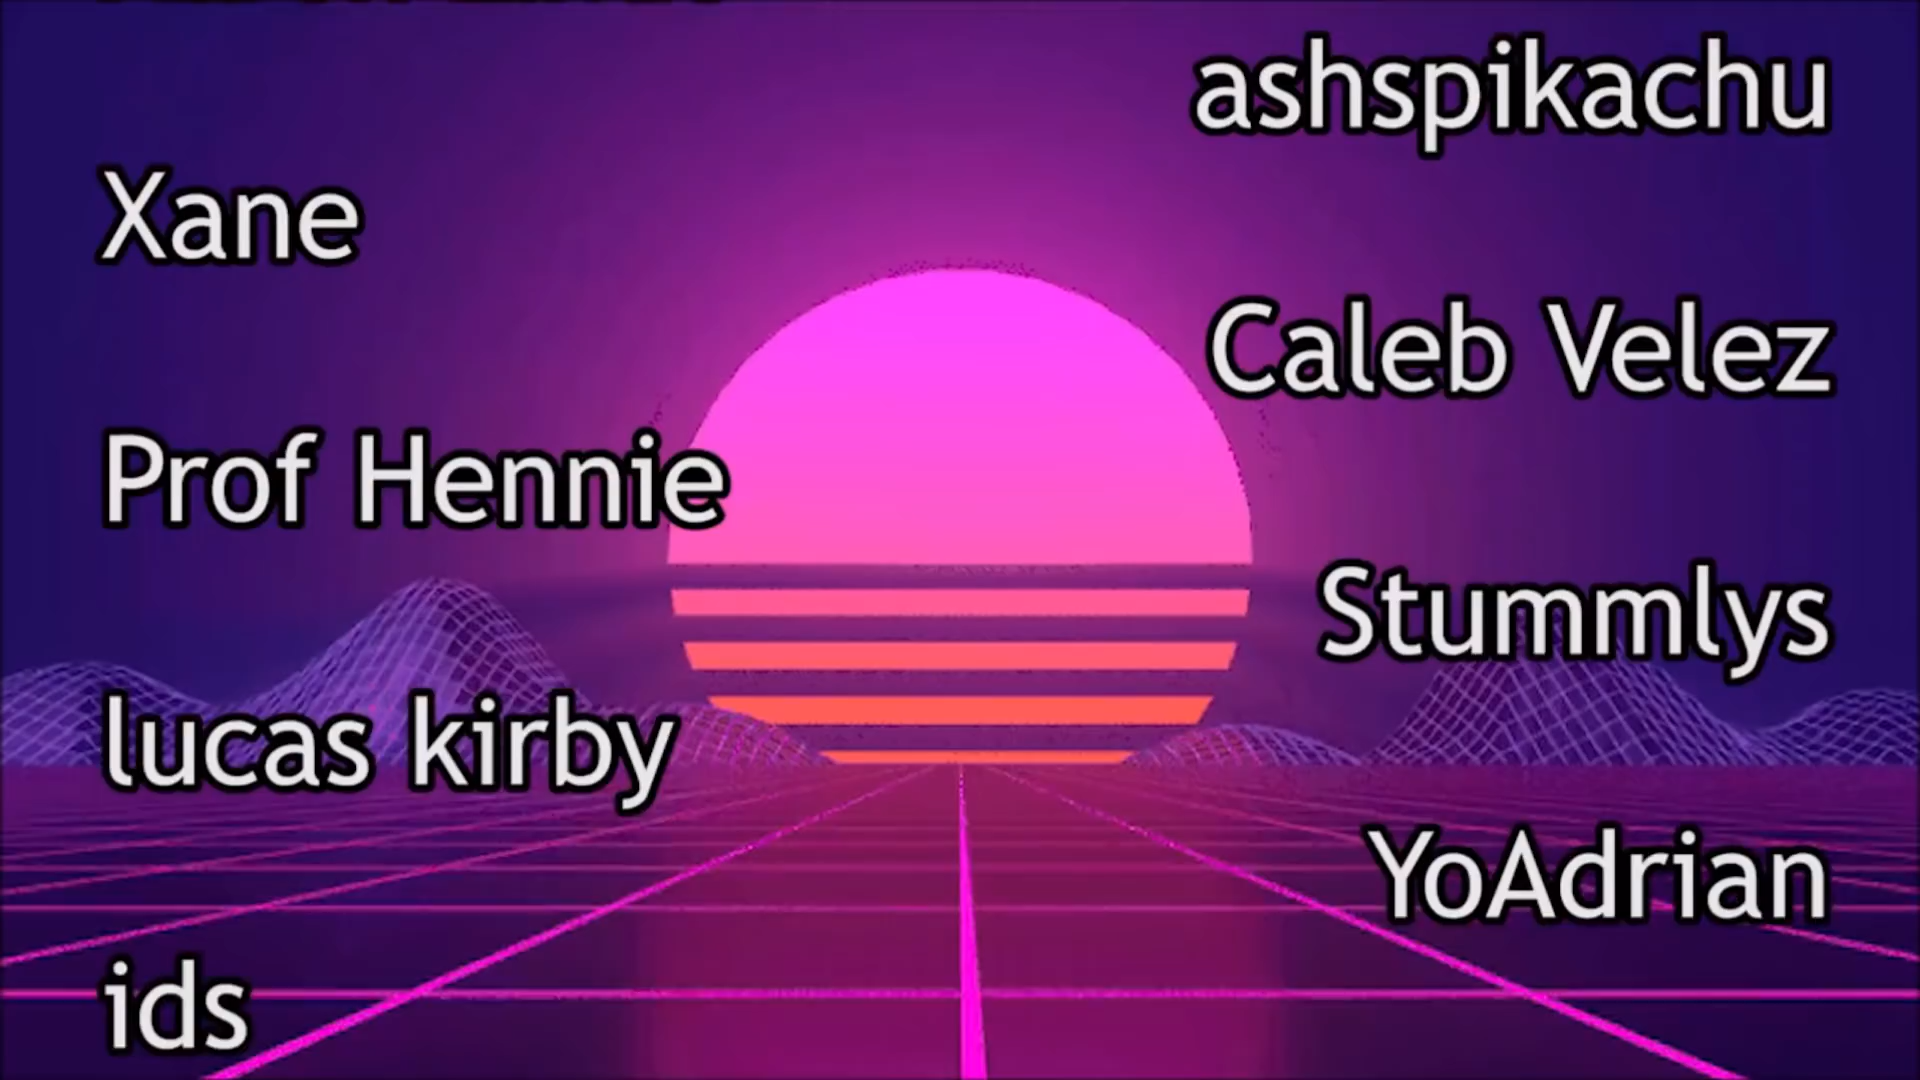 ashspikachu
Xane
Caleb Velez
Prof Hennie
Stummlys
lucas kirby
YoAdrian
ids